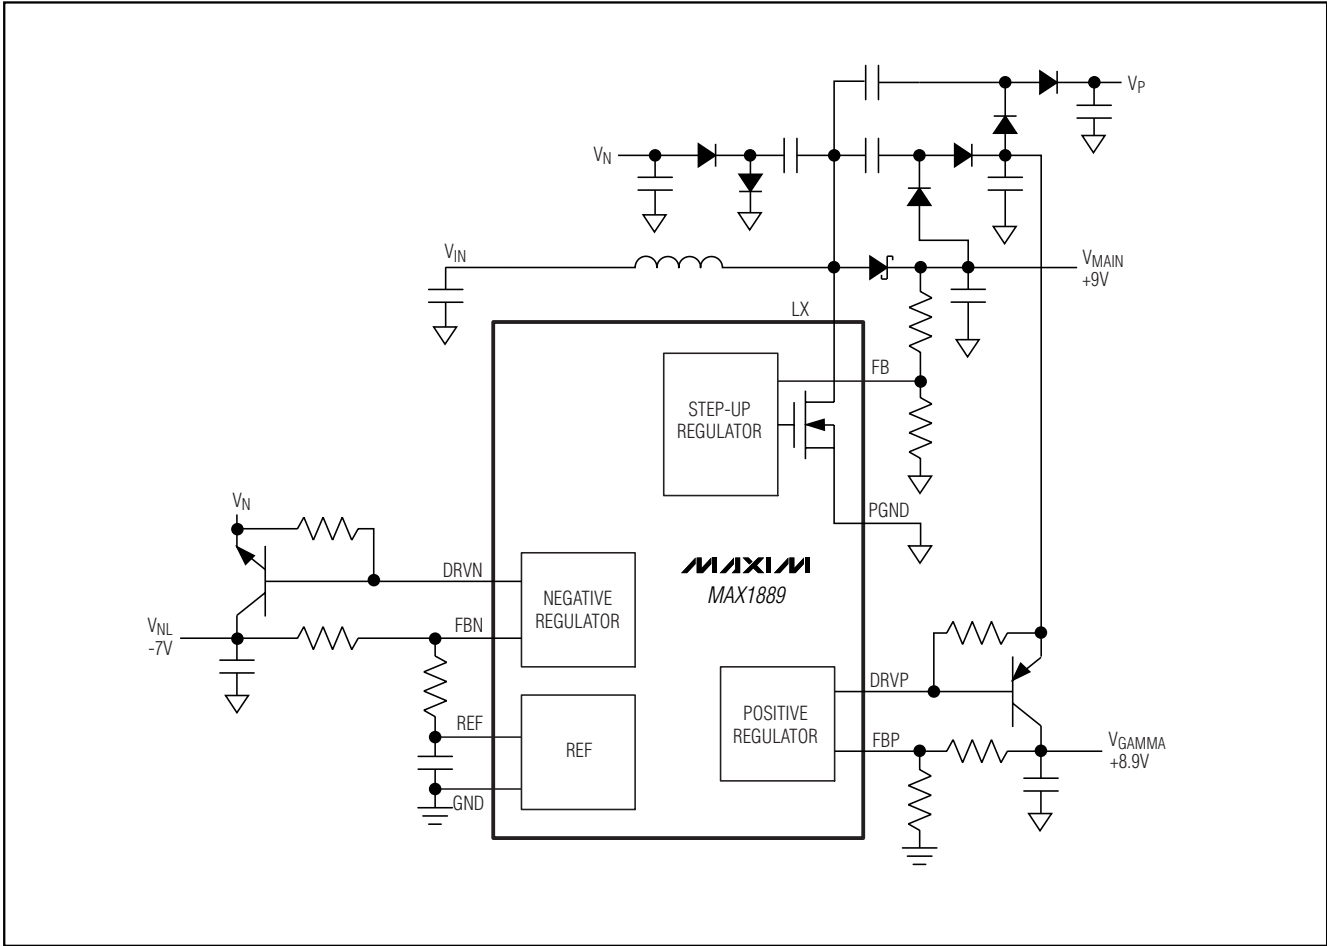 VP
VN
VIN
VMAIN
+9V
LX
FB
STEP-UP
REGULATOR
PGND
VN
MAXIM
MAX1889
DRVN
NEGATIVE
REGULATOR
FBN
VNL
-7V
DRVP
POSITIVE
REGULATOR
REF
REF
FBP
VGAMMA
+8.9V
GND